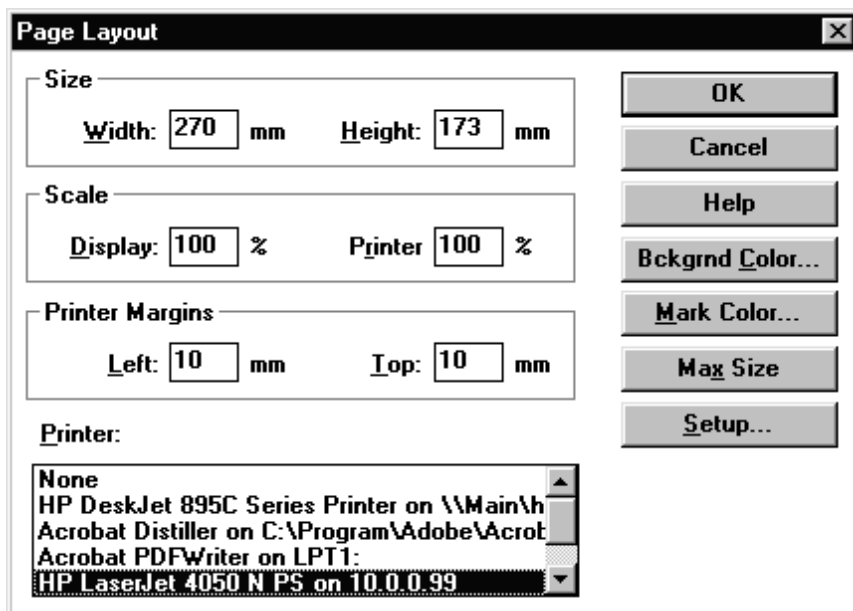 Page Layout
Size
Width: 270 mm Height: 173 mm
Scale
Display: 100 % Printer 100 %
Printer Margins
Left: 10 mm Top: 10 mm
Printer:
None
HP DeskJet 895C Series Printer on \\Main\h
Acrobat Distiller on C:\Program\Adobe\Acrot
Acrobat PDFWriter on LPT1:
HP LaserJet 4050 N PS on 10.0.0.99
OK
Cancel
Help
Bckgrnd Color...
Mark Color...
Max Size
Setup...